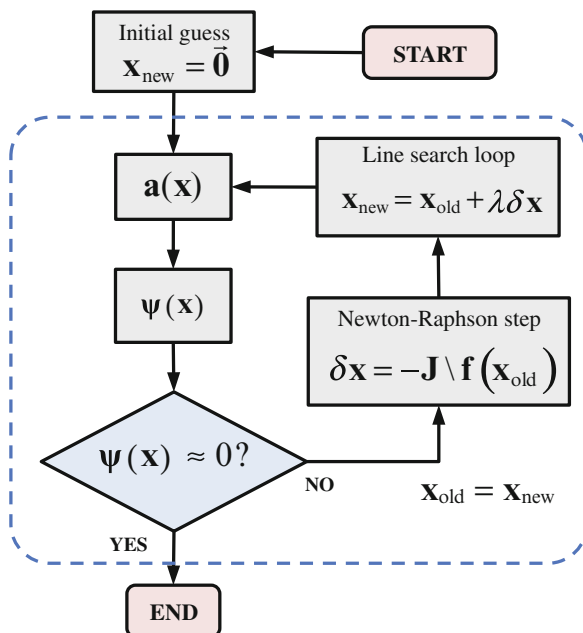 START
Initial guess
x_new = 0⃗
a(x)
ψ(x)
ψ(x) ≈ 0?
NO
YES
x_old = x_new
Newton-Raphson step
δx = −J \ f(x_old)
Line search loop
x_new = x_old + λδx
END